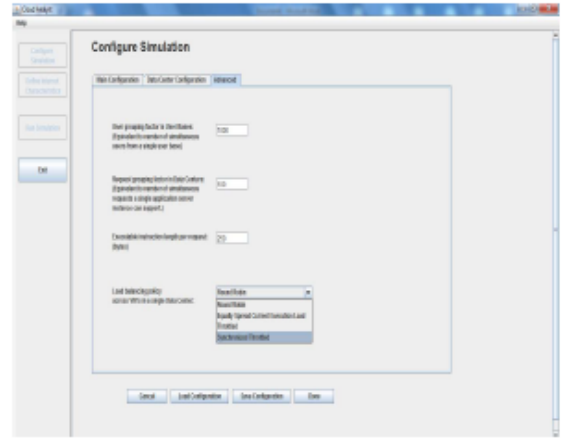 Cloud Analyst
Help
Configure Simulation
Configure
Simulation
Define Internet
Characteristics
Run Simulation
Exit
Main Configuration Data Center Configuration Advanced
User grouping factor in User Bases:
(Equivalent to number of simultaneous
users from a single user base)
Request grouping factor in Data Centers:
(Equivalent to number of simultaneous
requests a single application server
instance can support.)
Executable instruction length per request:
(bytes)
Load balancing policy
across VM's in a single Data Center:
Round Robin
Round Robin
Equally Spread Current Execution Load
Throttled
Synchronized Throttled
Cancel Load Configuration Save Configuration Done